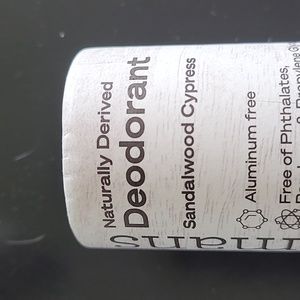 Naturally Derived
Deodorant
Sandalwood Cypress
Aluminum free
Free of Phthalates,